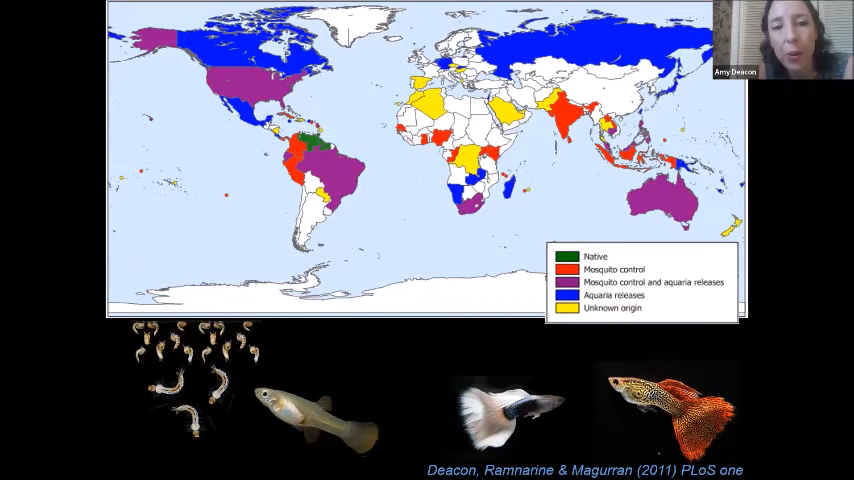 Amy Deacon
Native
Mosquito control
Mosquito control and aquaria releases
Aquaria releases
Unknown origin
Deacon, Ramnarine & Magurran (2011) PLoS one